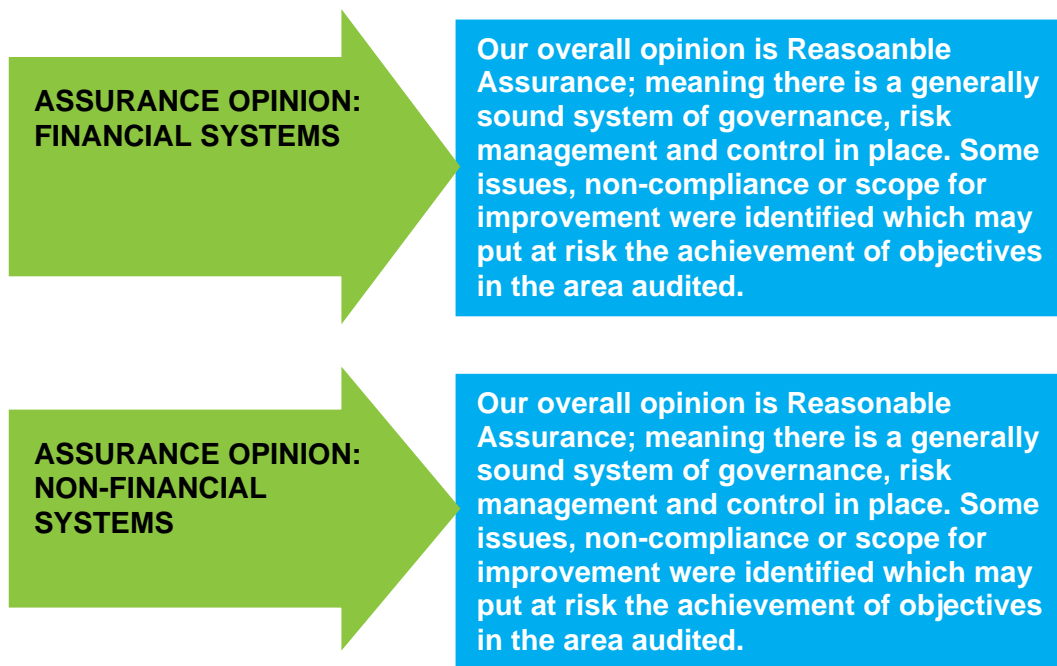 ASSURANCE OPINION:
FINANCIAL SYSTEMS
Our overall opinion is Reasoanble
Assurance; meaning there is a generally
sound system of governance, risk
management and control in place. Some
issues, non-compliance or scope for
improvement were identified which may
put at risk the achievement of objectives
in the area audited.
ASSURANCE OPINION:
NON-FINANCIAL
SYSTEMS
Our overall opinion is Reasonable
Assurance; meaning there is a generally
sound system of governance, risk
management and control in place. Some
issues, non-compliance or scope for
improvement were identified which may
put at risk the achievement of objectives
in the area audited.